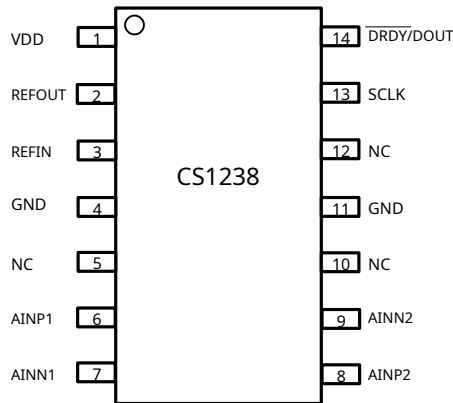 VDD 1 14 DRDY/DOUT
REFOUT 2 13 SCLK
REFIN 3 12 NC
CS1238
GND 4 11 GND
NC 5 10 NC
AINP1 6 9 AINN2
AINN1 7 8 AINP2